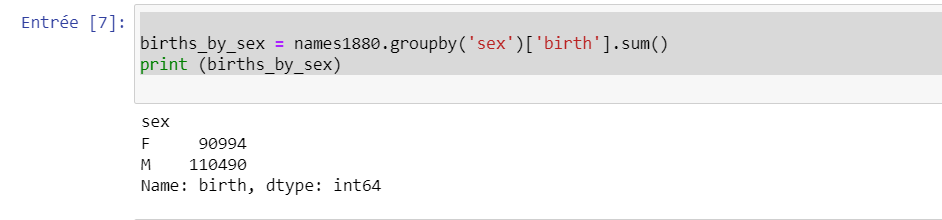 Entrée [7]:
births_by_sex = names1880.groupby('sex')['birth'].sum()
print (births_by_sex)
sex
F     90994
M    110490
Name: birth, dtype: int64